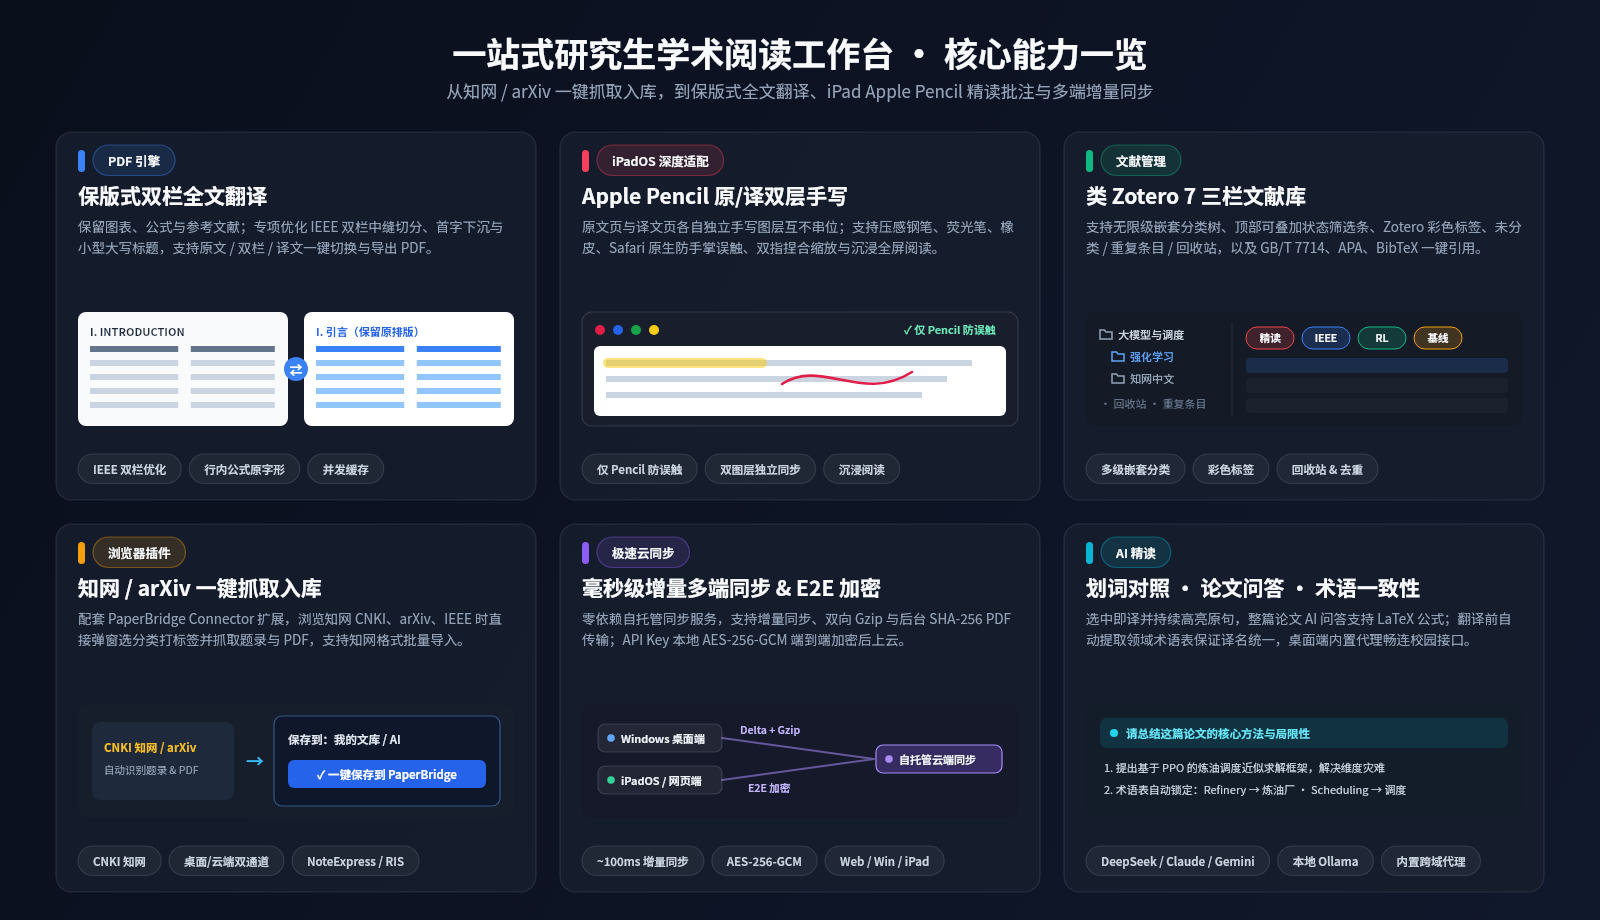 一站式研究生学术阅读工作台 · 核心能力一览
从知网 / arXiv 一键抓取入库，到保版式全文翻译、iPad Apple Pencil 精读批注与多端增量同步
PDF 引擎
保版式双栏全文翻译
保留图表、公式与参考文献；专项优化 IEEE 双栏中缝切分、首字下沉与
小型大写标题，支持原文 / 双栏 / 译文一键切换与导出 PDF。
I. INTRODUCTION
I. 引言（保留原排版）
IEEE 双栏优化
行内公式原字形
并发缓存
iPadOS 深度适配
Apple Pencil 原/译双层手写
原文页与译文页各自独立手写图层互不串位；支持压感钢笔、荧光笔、橡
皮、Safari 原生防手掌误触、双指捏合缩放与沉浸全屏阅读。
✓ 仅 Pencil 防误触
仅 Pencil 防误触
双图层独立同步
沉浸阅读
文献管理
类 Zotero 7 三栏文献库
支持无限级嵌套分类树、顶部可叠加状态筛选条、Zotero 彩色标签、未分
类 / 重复条目 / 回收站，以及 GB/T 7714、APA、BibTeX 一键引用。
大模型与调度
强化学习
知网中文
· 回收站 · 重复条目
精读
IEEE
RL
基线
多级嵌套分类
彩色标签
回收站 & 去重
浏览器插件
知网 / arXiv 一键抓取入库
配套 PaperBridge Connector 扩展，浏览知网 CNKI、arXiv、IEEE 时直
接弹窗选分类打标签并抓取题录与 PDF，支持知网格式批量导入。
CNKI 知网 / arXiv
自动识别题录 & PDF
→
保存到：我的文库 / AI
✓ 一键保存到 PaperBridge
CNKI 知网
桌面/云端双通道
NoteExpress / RIS
极速云同步
毫秒级增量多端同步 & E2E 加密
零依赖自托管同步服务，支持增量同步、双向 Gzip 与后台 SHA-256 PDF
传输；API Key 本地 AES-256-GCM 端到端加密后上云。
Windows 桌面端
iPadOS / 网页端
Delta + Gzip
E2E 加密
自托管云端同步
~100ms 增量同步
AES-256-GCM
Web / Win / iPad
AI 精读
划词对照 · 论文问答 · 术语一致性
选中即译并持续高亮原句，整篇论文 AI 问答支持 LaTeX 公式；翻译前自
动提取领域术语表保证译名统一，桌面端内置代理畅连校园接口。
请总结这篇论文的核心方法与局限性
1. 提出基于 PPO 的炼油调度近似求解框架，解决维度灾难
2. 术语表自动锁定：Refinery → 炼油厂 · Scheduling → 调度
DeepSeek / Claude / Gemini
本地 Ollama
内置跨域代理